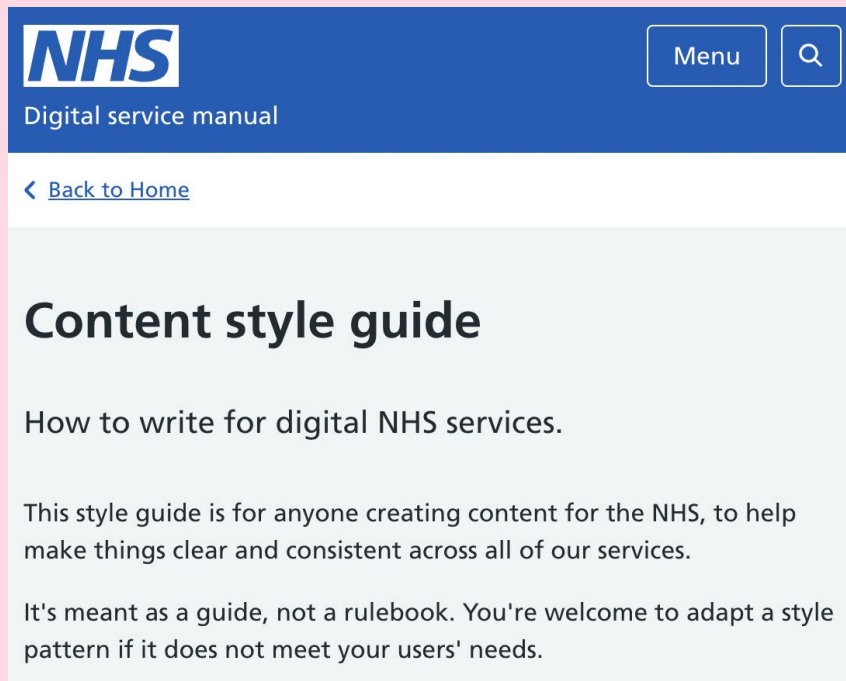 NHS
Menu
Digital service manual
Back to Home
Content style guide
How to write for digital NHS services.
This style guide is for anyone creating content for the NHS, to help
make things clear and consistent across all of our services.
It's meant as a guide, not a rulebook. You're welcome to adapt a style
pattern if it does not meet your users' needs.